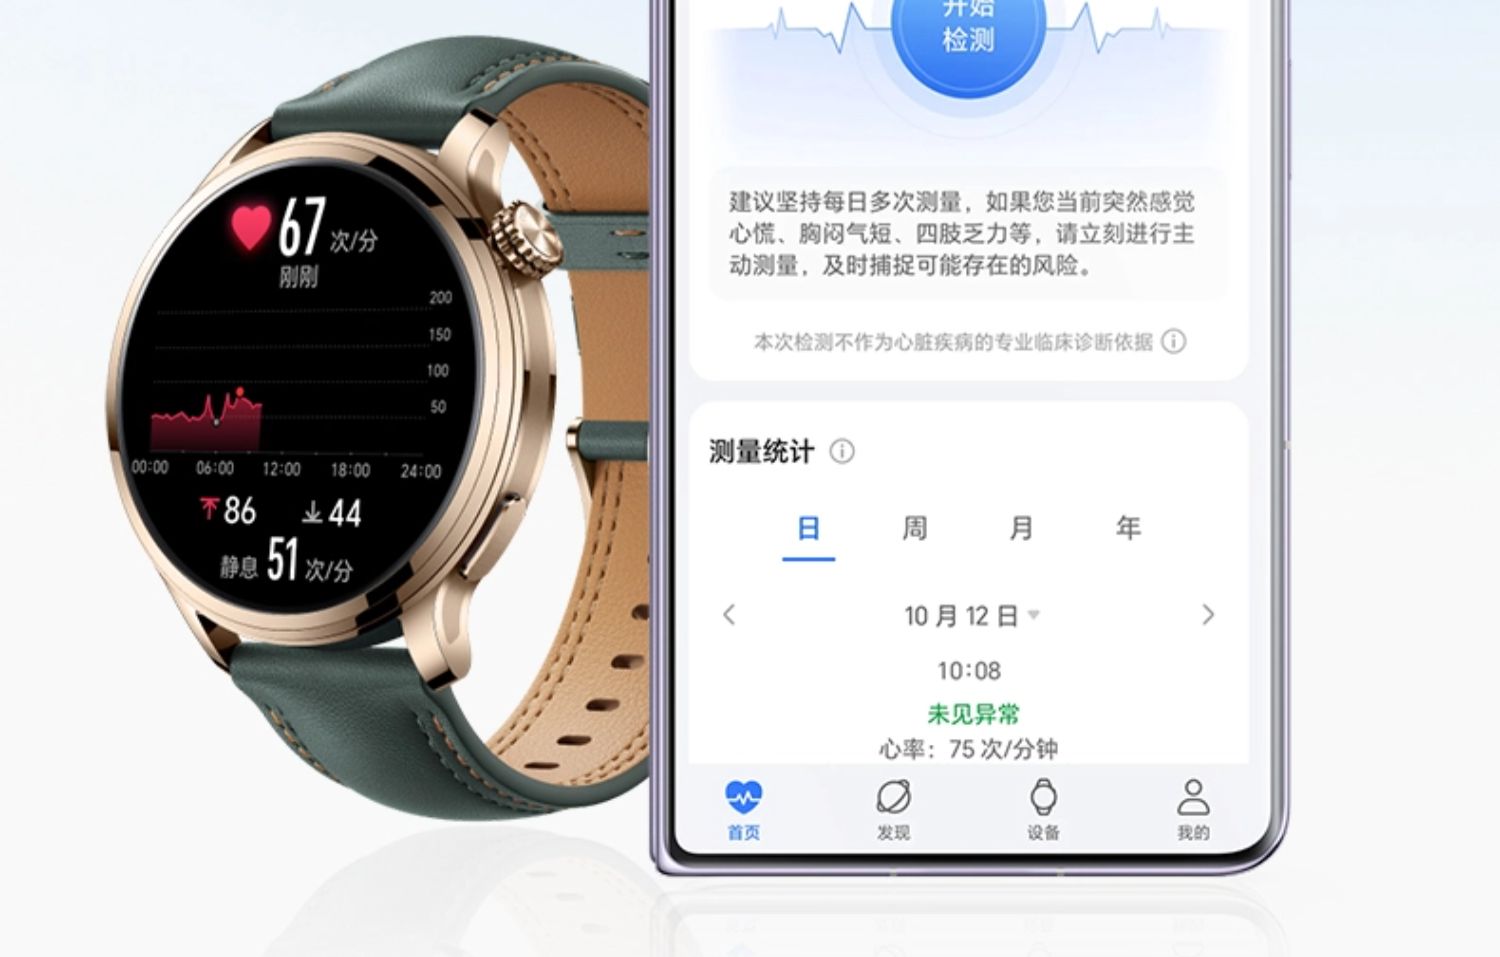 67 次/分
刚刚
200
150
100
50
00:00 06:00 12:00 18:00 24:00
86 44
静息 51 次/分
开始
检测
建议坚持每日多次测量，如果您当前突然感觉
心慌、胸闷气短、四肢乏力等，请立刻进行主
动测量，及时捕捉可能存在的风险。
本次检测不作为心脏疾病的专业临床诊断依据
测量统计
日 周 月 年
10 月 12 日
10:08
未见异常
心率：75 次/分钟
首页 发现 设备 我的